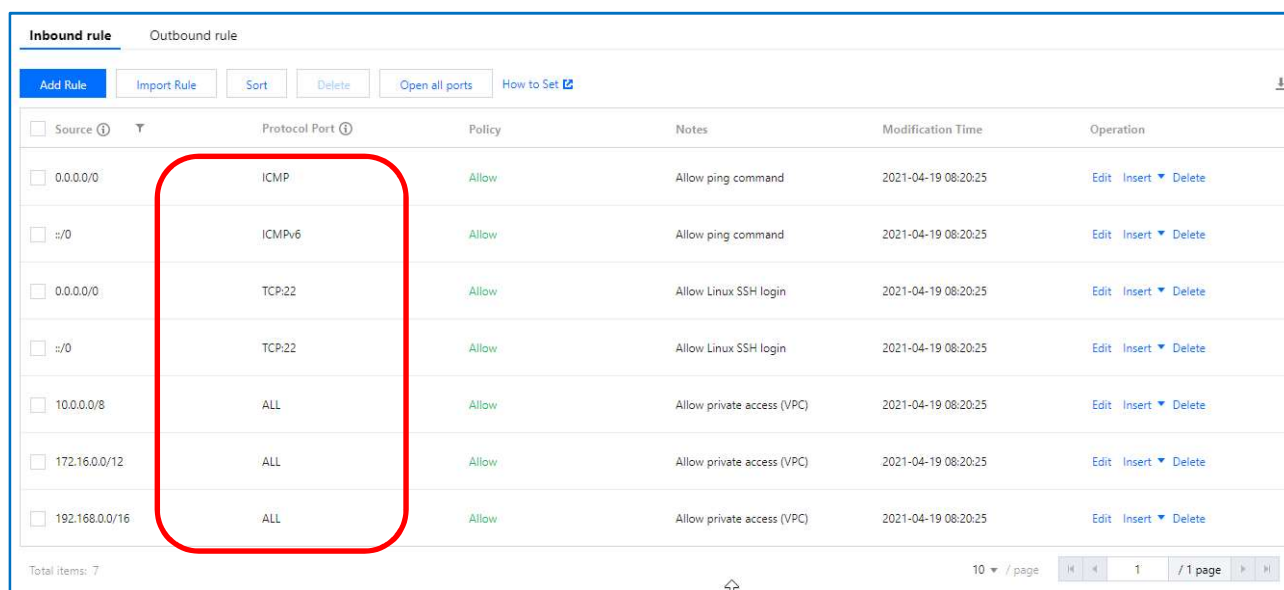 Inbound rule Outbound rule
Add Rule Import Rule Sort Delete Open all ports How to Set
Source Protocol Port Policy Notes Modification Time Operation
0.0.0.0/0 ICMP Allow Allow ping command 2021-04-19 08:20:25 Edit Insert Delete
::/0 ICMPv6 Allow Allow ping command 2021-04-19 08:20:25 Edit Insert Delete
0.0.0.0/0 TCP:22 Allow Allow Linux SSH login 2021-04-19 08:20:25 Edit Insert Delete
::/0 TCP:22 Allow Allow Linux SSH login 2021-04-19 08:20:25 Edit Insert Delete
10.0.0.0/8 ALL Allow Allow private access (VPC) 2021-04-19 08:20:25 Edit Insert Delete
172.16.0.0/12 ALL Allow Allow private access (VPC) 2021-04-19 08:20:25 Edit Insert Delete
192.168.0.0/16 ALL Allow Allow private access (VPC) 2021-04-19 08:20:25 Edit Insert Delete
Total items: 7 10 / page 1 / 1 page